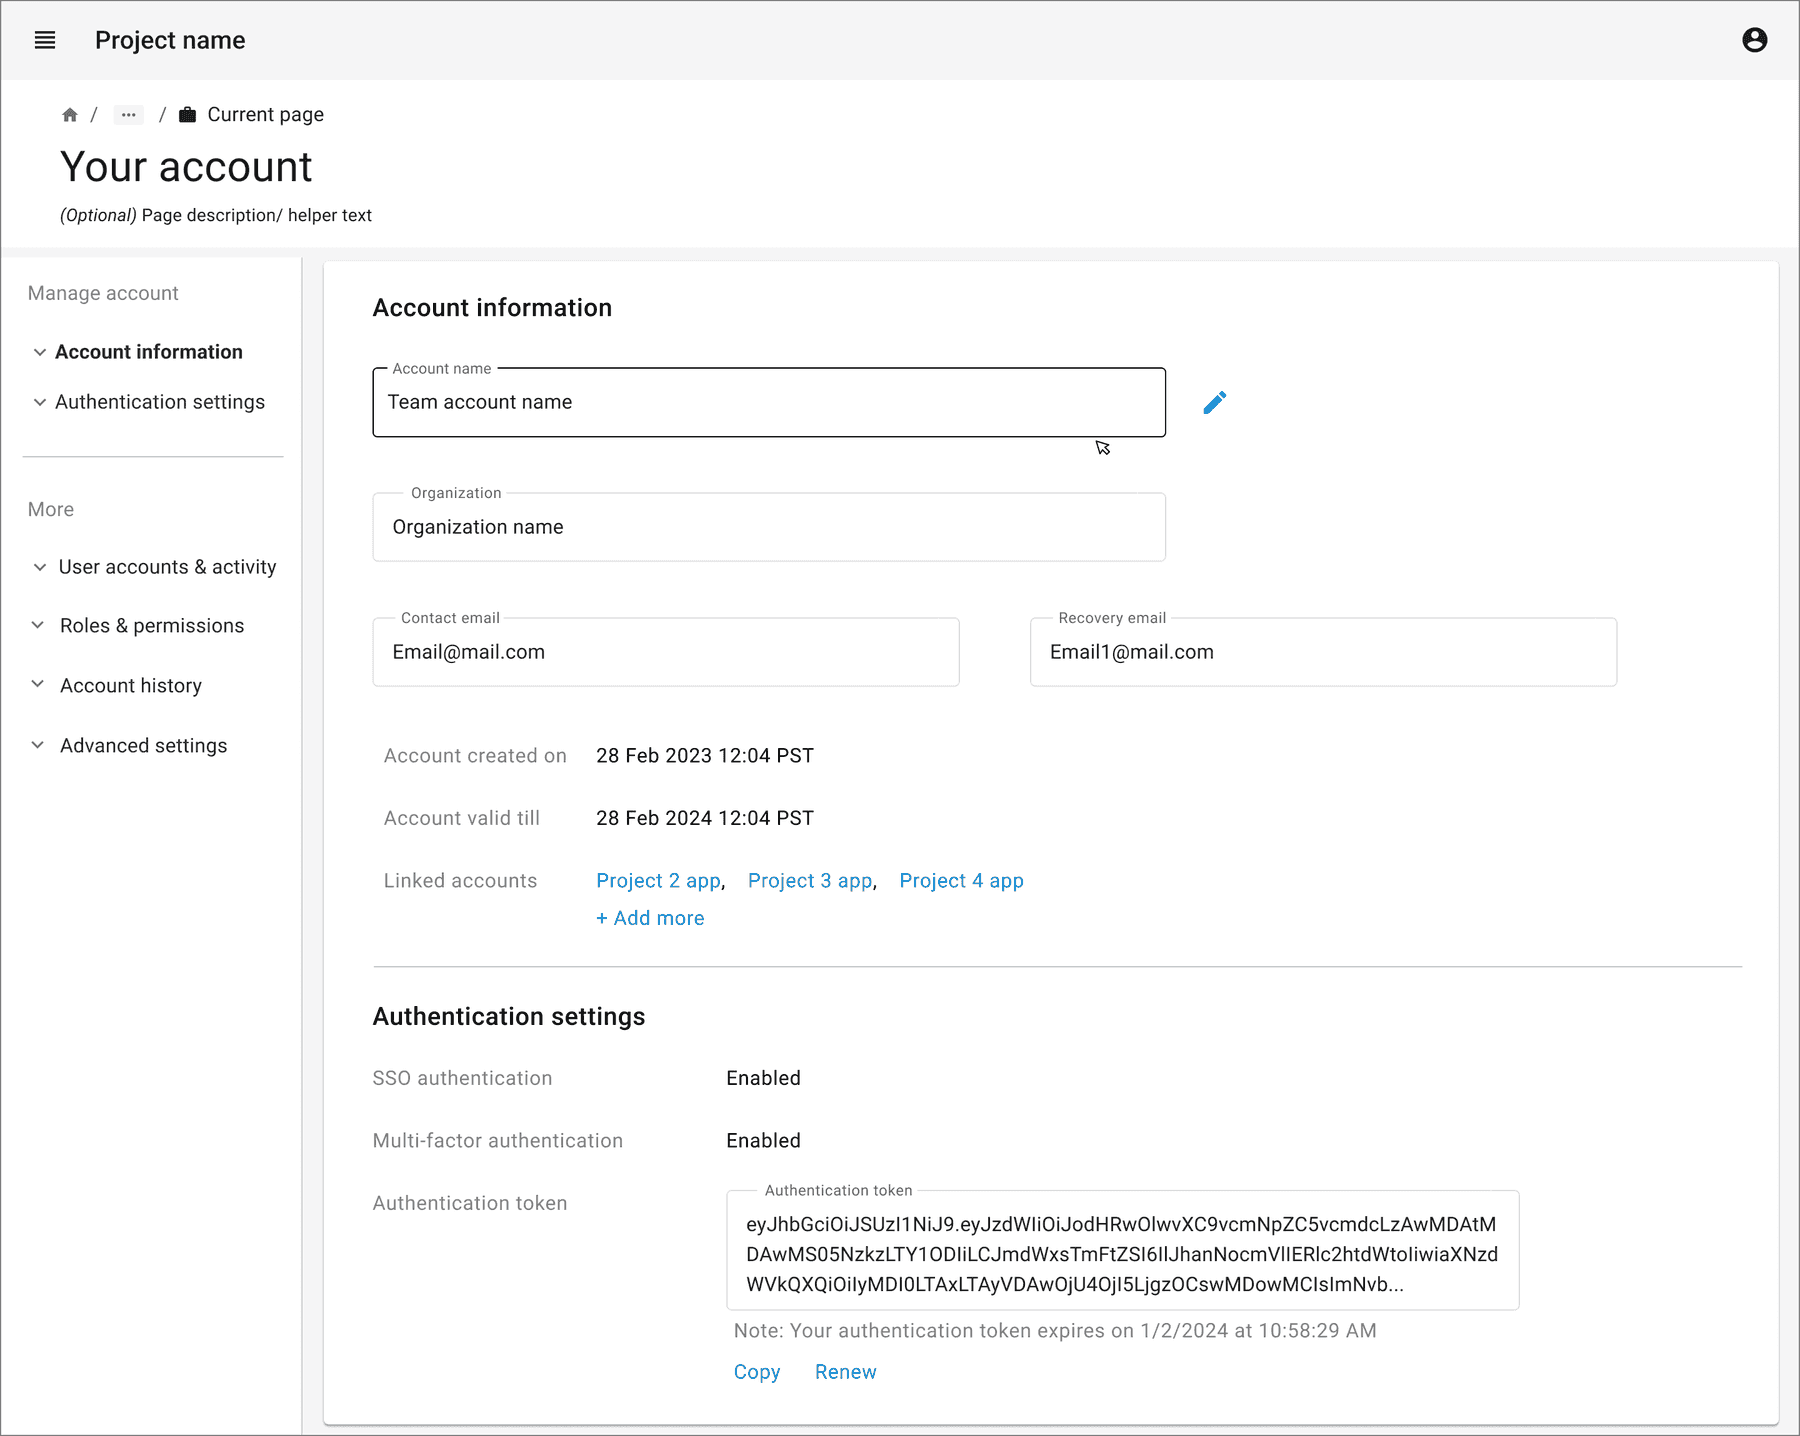 Project name
/ ... / Current page
Your account
(Optional) Page description/ helper text
Manage account
Account information
Authentication settings
More
User accounts & activity
Roles & permissions
Account history
Advanced settings
Account information
Account name
Team account name
Organization
Organization name
Contact email
Email@mail.com
Recovery email
Email1@mail.com
Account created on 28 Feb 2023 12:04 PST
Account valid till 28 Feb 2024 12:04 PST
Linked accounts Project 2 app, Project 3 app, Project 4 app
+ Add more
Authentication settings
SSO authentication Enabled
Multi-factor authentication Enabled
Authentication token
Authentication token
eyJhbGciOiJSUzI1NiJ9.eyJzdWIiOiJodHRwOlwvXC9vcmNpZC5vcmdcLzAwMDAtM
DAwMS05NzkzLTY1ODIiLCJmdWxsTmFtZSI6IlJhanNocmVlIERlc2htdWtoIiwiaXNzd
WVkQXQiOiIyMDI0LTAxLTAyVDAwOjU4OjI5LjgzOCswMDowMCIsImNvb...
Note: Your authentication token expires on 1/2/2024 at 10:58:29 AM
Copy Renew